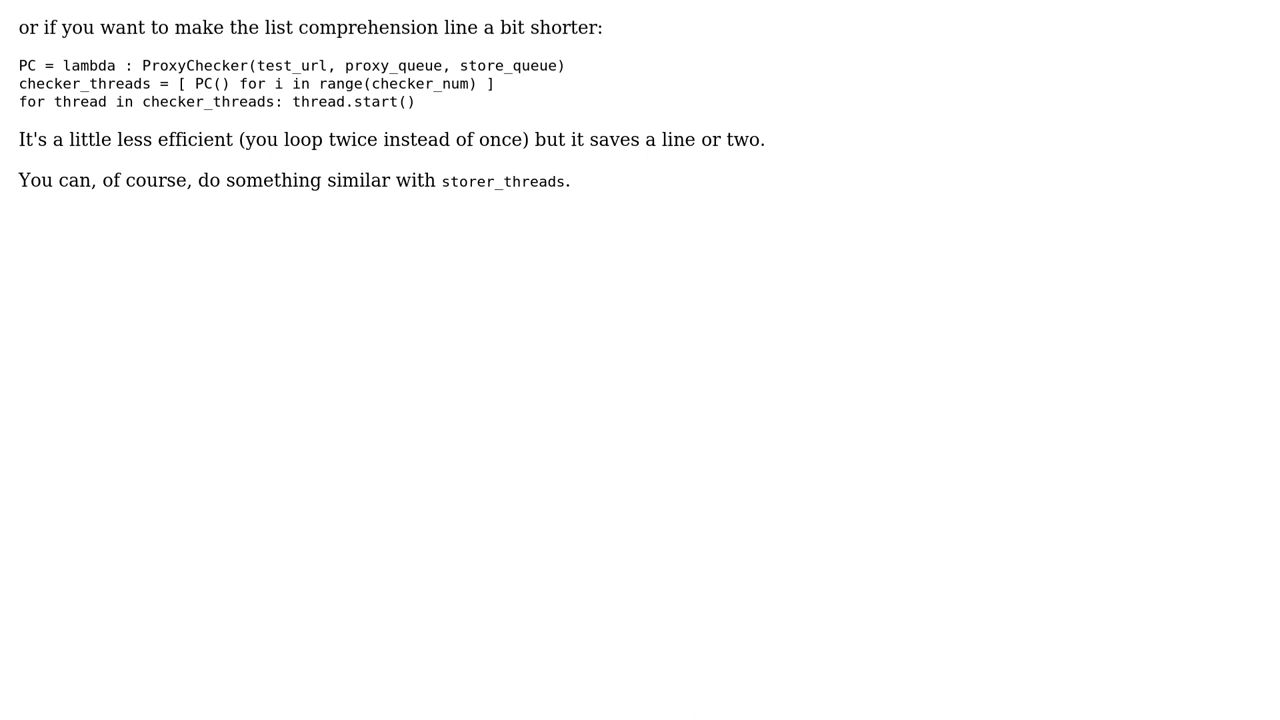 or if you want to make the list comprehension line a bit shorter:
PC = lambda : ProxyChecker(test_url, proxy_queue, store_queue)
checker_threads = [ PC() for i in range(checker_num) ]
for thread in checker_threads: thread.start()
It's a little less efficient (you loop twice instead of once) but it saves a line or two.
You can, of course, do something similar with storer_threads.